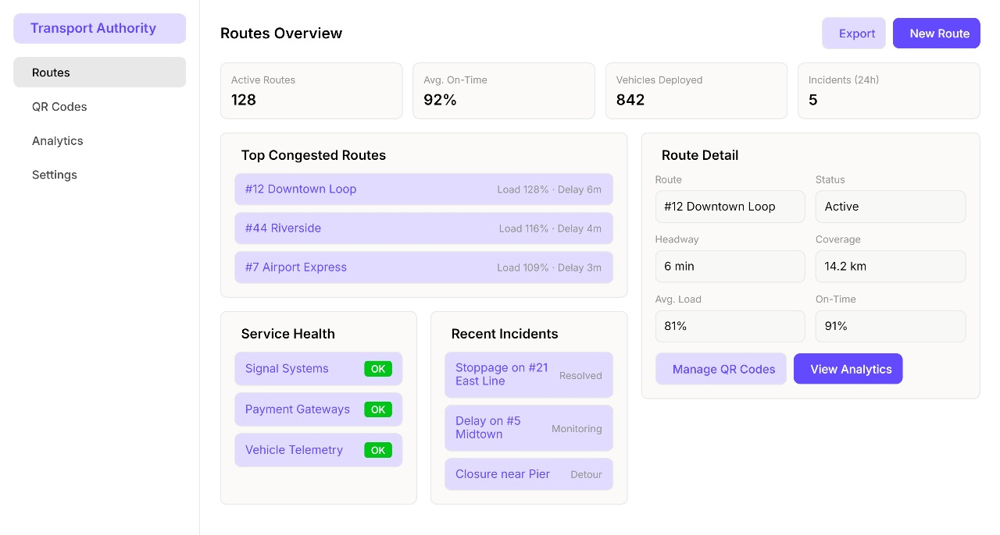 Transport Authority
Routes
QR Codes
Analytics
Settings
Routes Overview
Export
New Route
Active Routes
128
Avg. On-Time
92%
Vehicles Deployed
842
Incidents (24h)
5
Top Congested Routes
#12 Downtown Loop
Load 128% · Delay 6m
#44 Riverside
Load 116% · Delay 4m
#7 Airport Express
Load 109% · Delay 3m
Service Health
Signal Systems
OK
Payment Gateways
OK
Vehicle Telemetry
OK
Recent Incidents
Stoppage on #21
East Line
Resolved
Delay on #5
Midtown
Monitoring
Closure near Pier
Detour
Route Detail
Route
#12 Downtown Loop
Status
Active
Headway
6 min
Coverage
14.2 km
Avg. Load
81%
On-Time
91%
Manage QR Codes
View Analytics